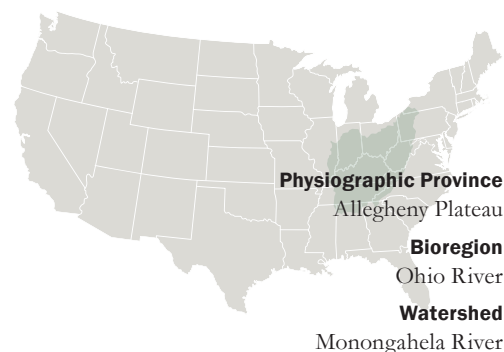 Physiographic Province
Allegheny Plateau
Bioregion
Ohio River
Watershed
Monongahela River